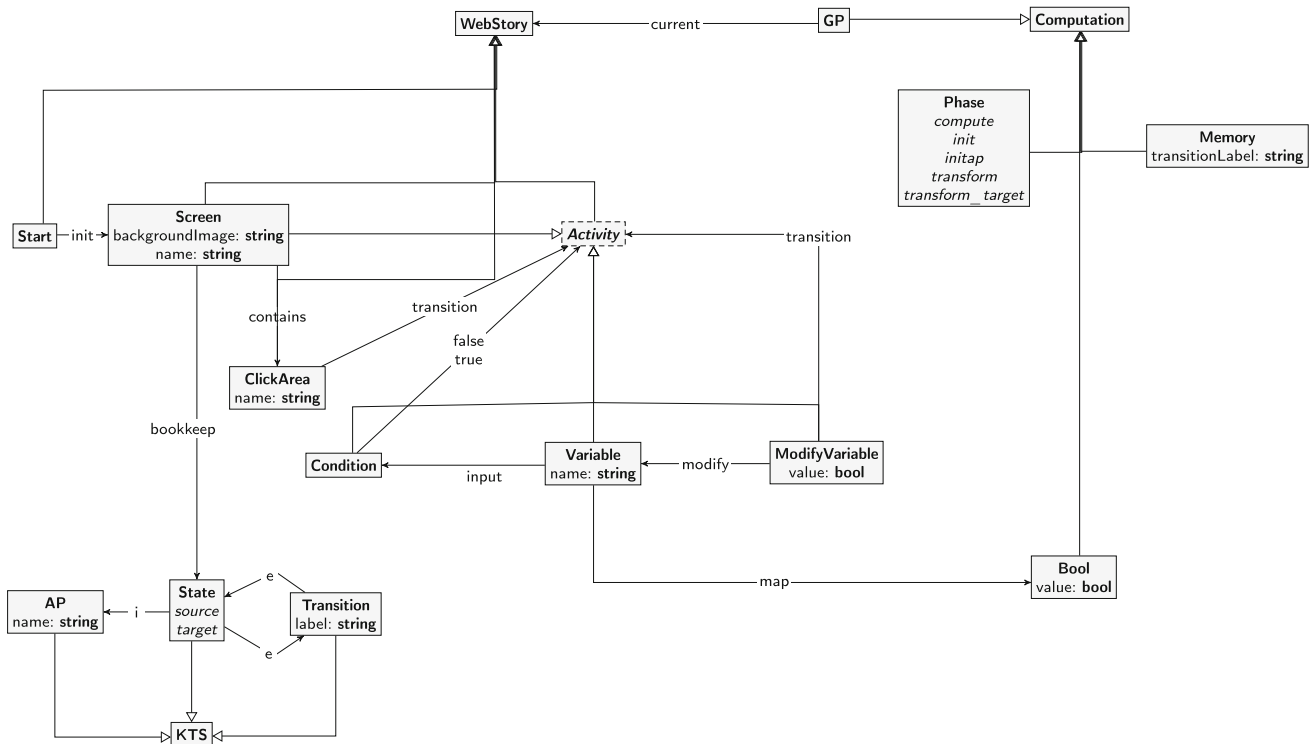 WebStory
current
GP
Computation
Phase
compute
init
initap
transform
transform_target
Memory
transitionLabel: string
Start
init
Screen
backgroundImage: string
name: string
Activity
transition
contains
transition
false
true
ClickArea
name: string
bookkeep
Condition
input
Variable
name: string
modify
ModifyVariable
value: bool
map
Bool
value: bool
AP
name: string
i
State
source
target
e
e
Transition
label: string
KTS